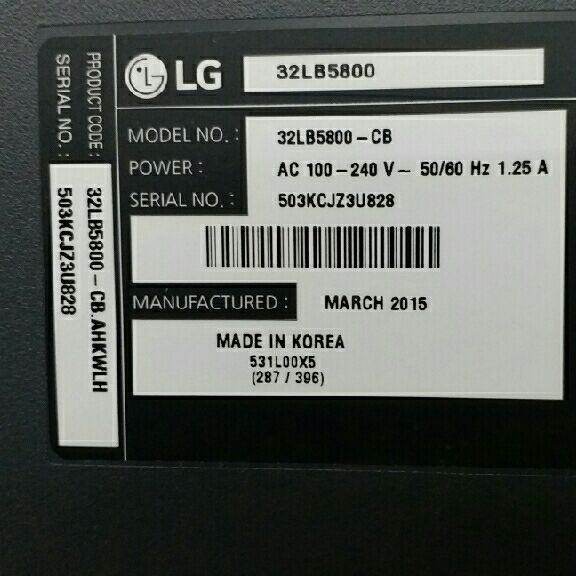 LG 32LB5800
MODEL NO. : 32LB5800-CB
POWER : AC 100-240 V~ 50/60 Hz 1.25 A
SERIAL NO. : 503KCJZ3U828
MANUFACTURED : MARCH 2015
MADE IN KOREA
531L00X5
(287 / 396)
PRODUCT CODE : 32LB5800-CB.AHKWLH
SERIAL NO. : 503KCJZ3U828